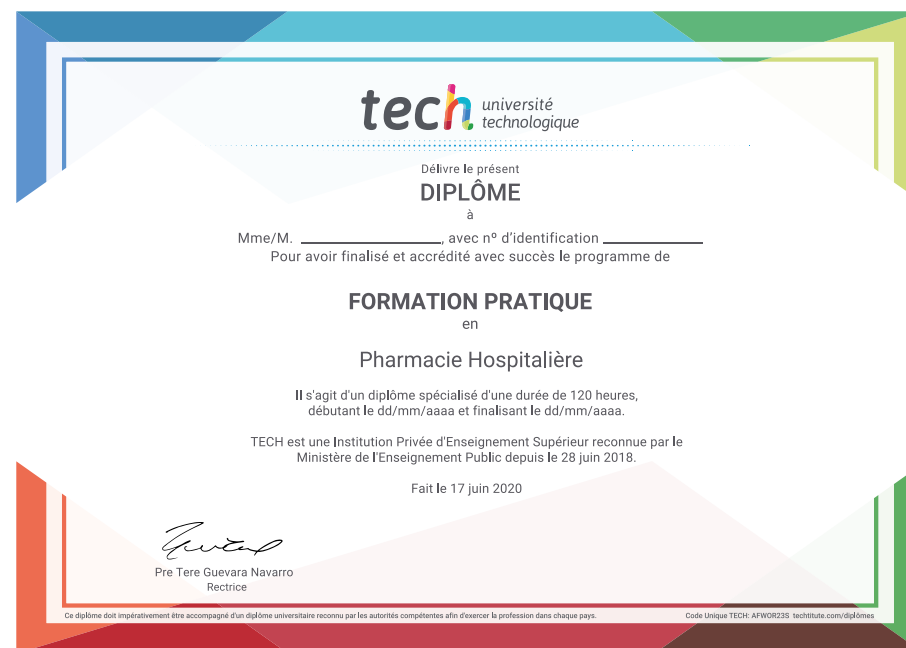 tech université
technologique
Délivre le présent
DIPLÔME
à
Mme/M. ____________________, avec nº d'identification ______________
Pour avoir finalisé et accrédité avec succès le programme de
FORMATION PRATIQUE
en
Pharmacie Hospitalière
Il s'agit d'un diplôme spécialisé d'une durée de 120 heures,
débutant le dd/mm/aaaa et finalisant le dd/mm/aaaa.
TECH est une Institution Privée d'Enseignement Supérieur reconnue par le
Ministère de l'Enseignement Public depuis le 28 juin 2018.
Fait le 17 juin 2020
Pre Tere Guevara Navarro
Rectrice
Ce diplôme doit impérativement être accompagné d'un diplôme universitaire reconnu par les autorités compétentes afin d'exercer la profession dans chaque pays.
Code Unique TECH: AFWOR23S techtitute.com/diplômes